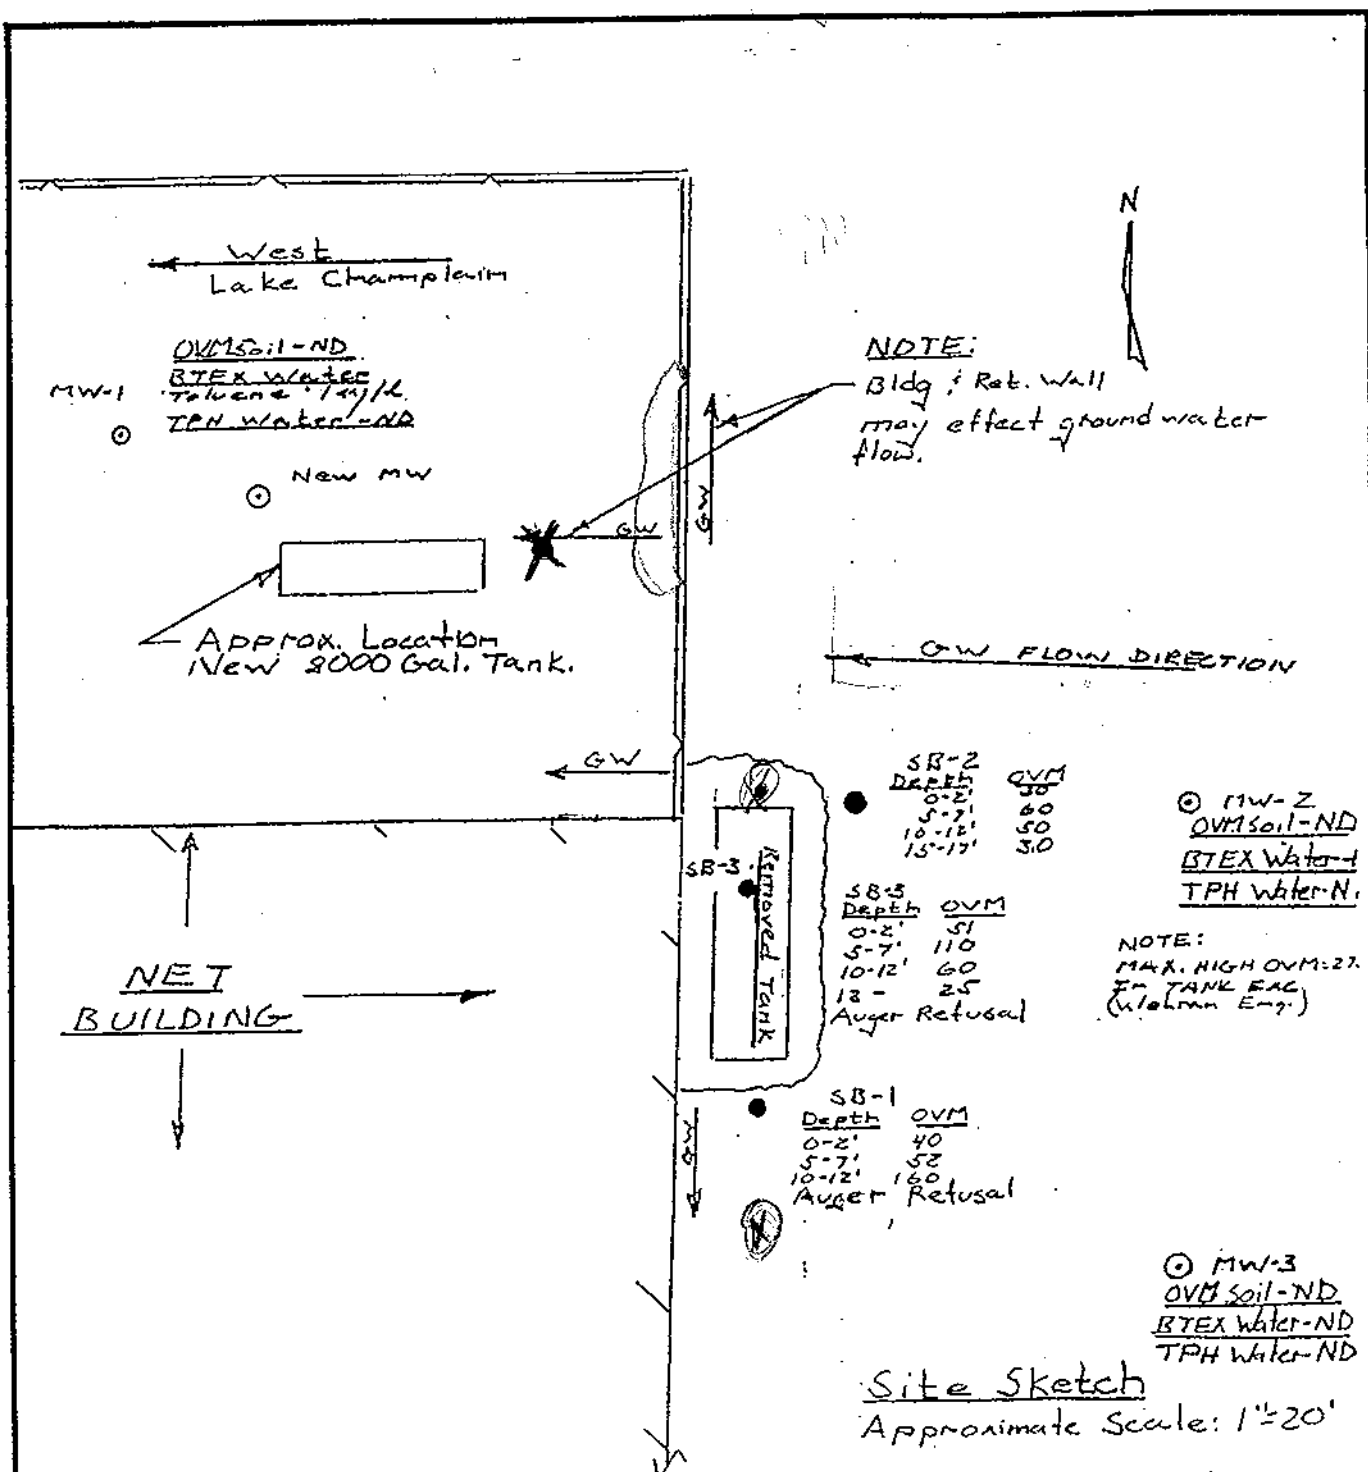 N
West
Lake Champlain
OVM Soil-ND
BTEX Water
Toluene
TPH Water-ND
MW-1
New MW
NOTE:
Bldg & Ret. Wall
may effect ground water
flow.
GW
GW
Approx. Location
New 2000 Gal. Tank.
GW FLOW DIRECTION
GW
SB-2
Depth OVM
0-2' 30
5-7' 60
10-12' 50
15-17' 30
MW-2
OVM Soil-ND
BTEX Water-
TPH Water-N.
SB-3
Removed Tank
SB-3
Depth OVM
0-2' 51
5-7' 110
10-12' 60
25
Auger Refusal
NOTE:
MAX. HIGH OVM=27.
In TANK EXC
NET
BUILDING
SB-1
Depth OVM
0-2' 40
5-7' 52
10-12' 160
Auger Refusal
GW
MW-3
OVM Soil-ND
BTEX Water-ND
TPH Water-ND
Site Sketch
Approximate Scale: 1"=20'